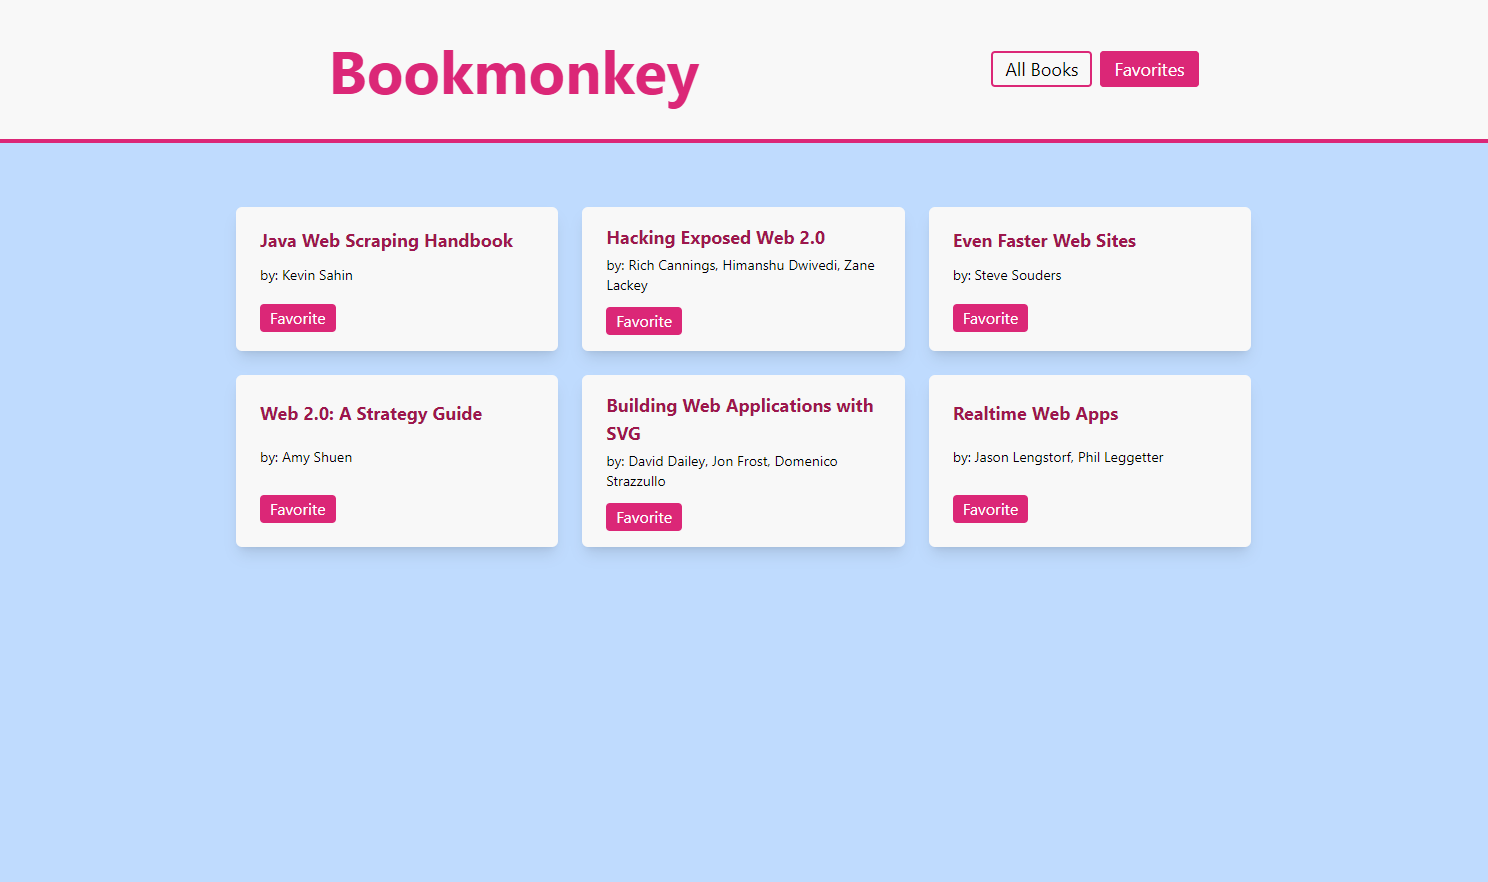 Bookmonkey
All Books
Favorites
Java Web Scraping Handbook
by: Kevin Sahin
Favorite
Hacking Exposed Web 2.0
by: Rich Cannings, Himanshu Dwivedi, Zane
Lackey
Favorite
Even Faster Web Sites
by: Steve Souders
Favorite
Web 2.0: A Strategy Guide
by: Amy Shuen
Favorite
Building Web Applications with
SVG
by: David Dailey, Jon Frost, Domenico
Strazzullo
Favorite
Realtime Web Apps
by: Jason Lengstorf, Phil Leggetter
Favorite